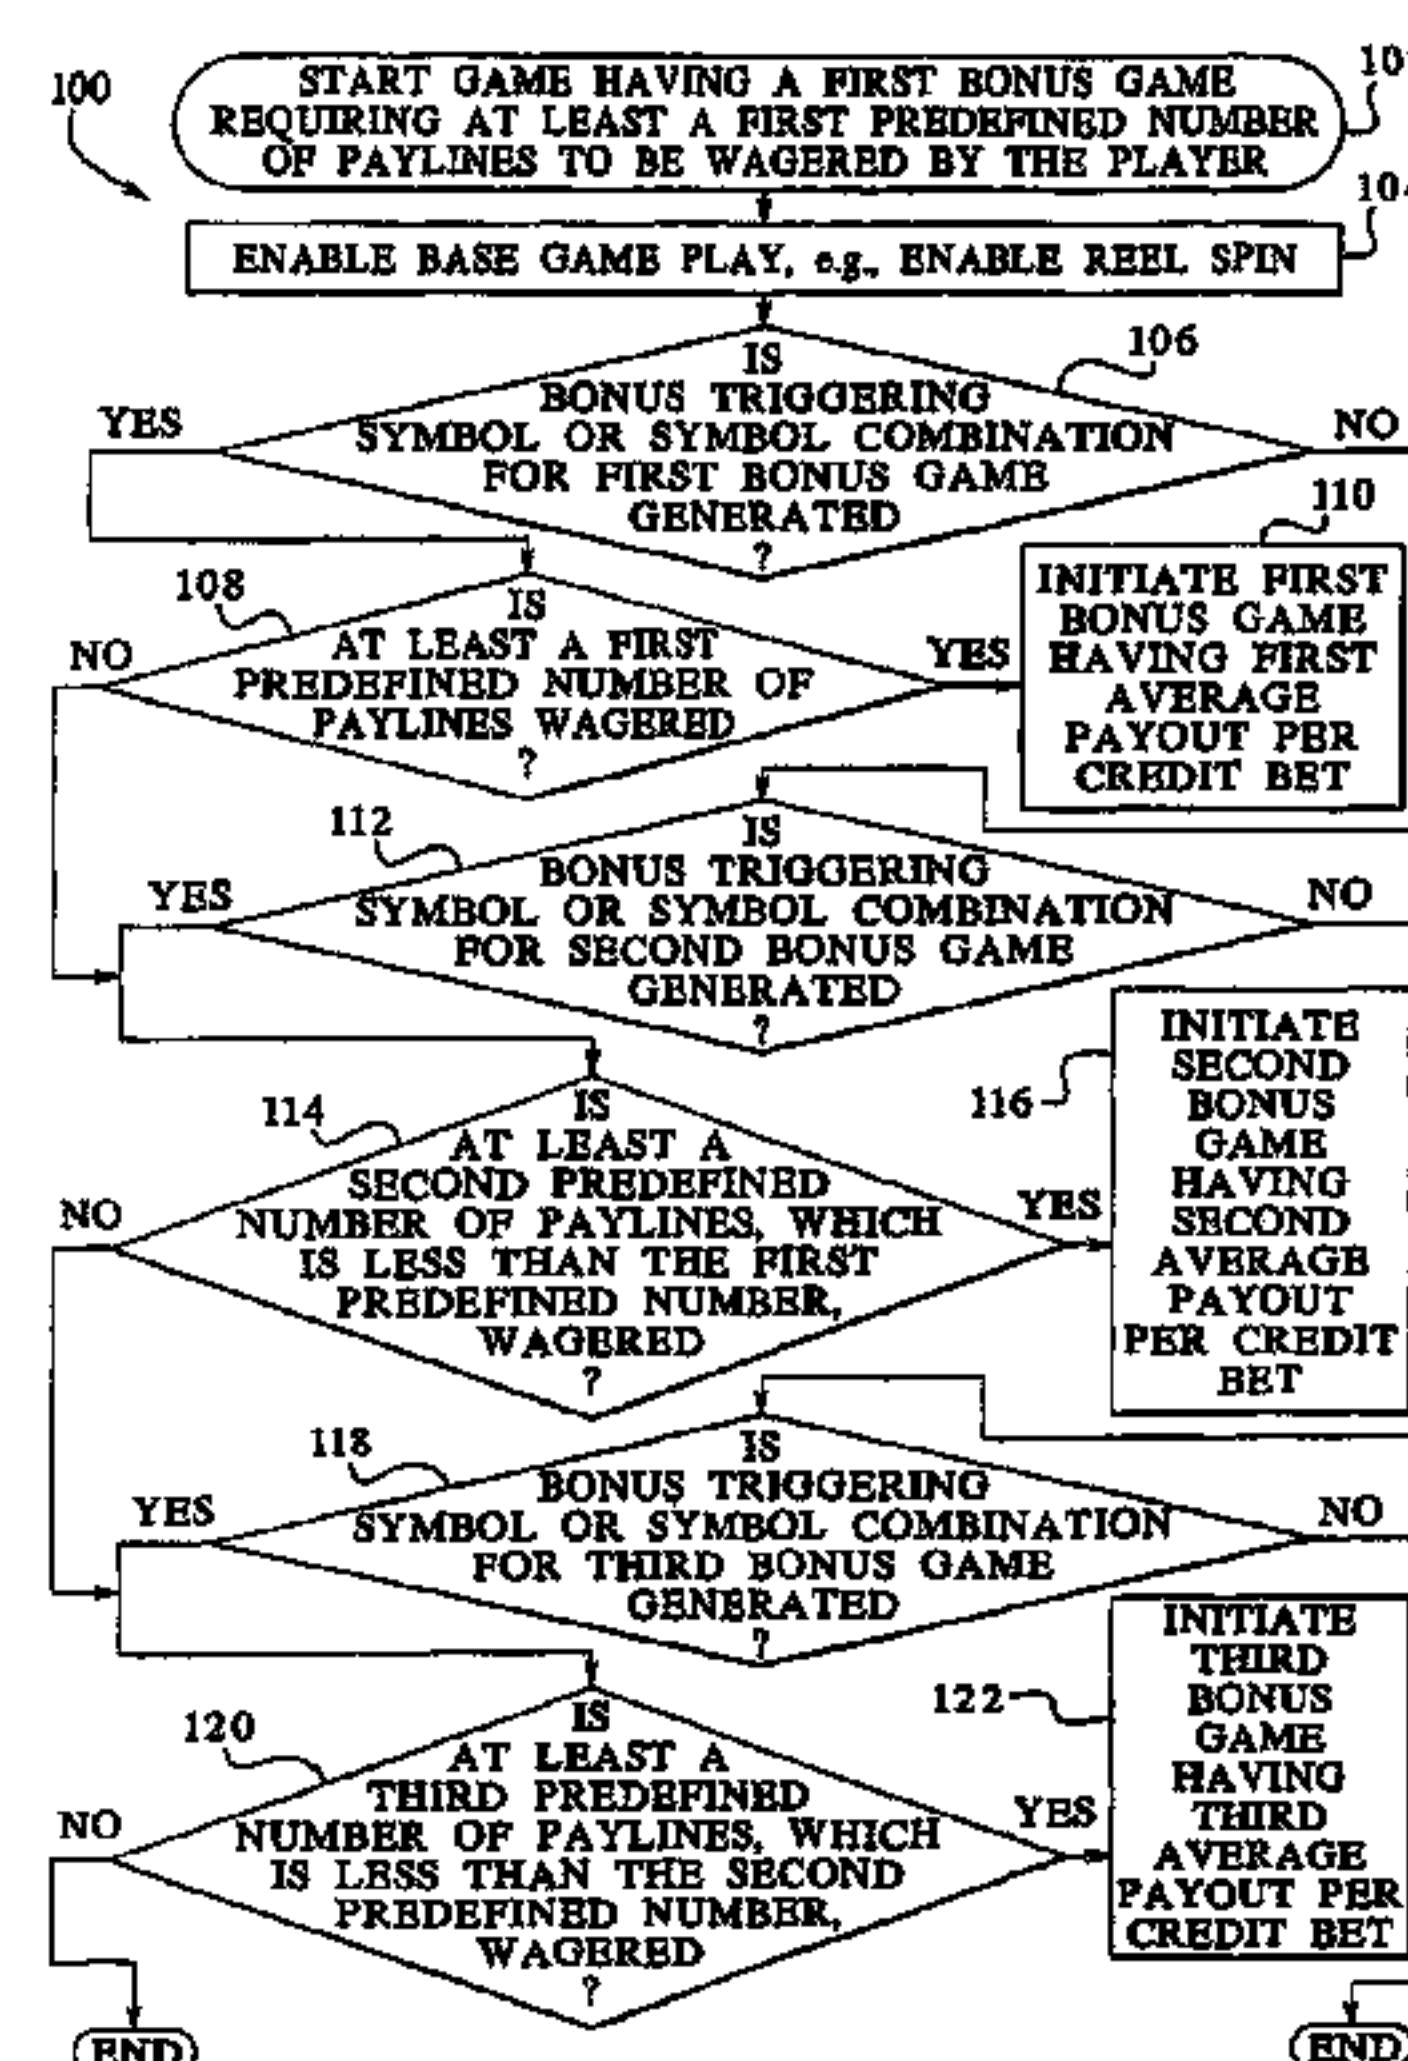 100
START GAME HAVING A FIRST BONUS GAME
REQUIRING AT LEAST A FIRST PREDEFINED NUMBER
OF PAYLINES TO BE WAGERED BY THE PLAYER
ENABLE BASE GAME PLAY, e.g., ENABLE REEL SPIN
106
IS
BONUS TRIGGERING
SYMBOL OR SYMBOL COMBINATION
FOR FIRST BONUS GAME
GENERATED
?
YES
NO
108
IS
AT LEAST A FIRST
PREDEFINED NUMBER OF
PAYLINES WAGERED
?
NO
YES
110
INITIATE FIRST
BONUS GAME
HAVING FIRST
AVERAGE
PAYOUT PER
CREDIT BET
112
IS
BONUS TRIGGERING
SYMBOL OR SYMBOL COMBINATION
FOR SECOND BONUS GAME
GENERATED
?
YES
NO
114
IS
AT LEAST A
SECOND PREDEFINED
NUMBER OF PAYLINES, WHICH
IS LESS THAN THE FIRST
PREDEFINED NUMBER,
WAGERED
?
NO
YES
116
INITIATE
SECOND
BONUS
GAME
HAVING
SECOND
AVERAGE
PAYOUT
PER CREDIT
BET
118
IS
BONUS TRIGGERING
SYMBOL OR SYMBOL COMBINATION
FOR THIRD BONUS GAME
GENERATED
?
YES
NO
120
IS
AT LEAST A
THIRD PREDEFINED
NUMBER OF PAYLINES, WHICH
IS LESS THAN THE SECOND
PREDEFINED NUMBER,
WAGERED
?
NO
YES
122
INITIATE
THIRD
BONUS
GAME
HAVING
THIRD
AVERAGE
PAYOUT PER
CREDIT BET
END
END